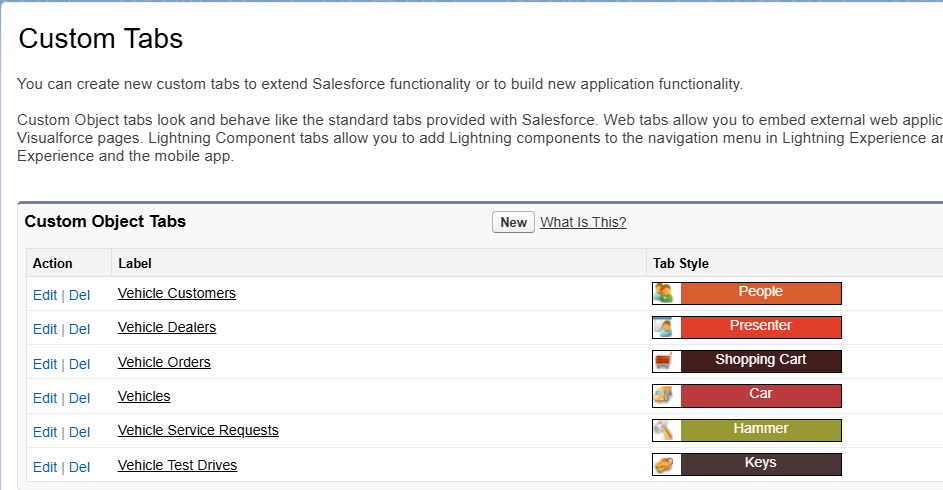 Custom Tabs
You can create new custom tabs to extend Salesforce functionality or to build new application functionality.
Custom Object tabs look and behave like the standard tabs provided with Salesforce. Web tabs allow you to embed external web applic
Visualforce pages. Lightning Component tabs allow you to add Lightning components to the navigation menu in Lightning Experience
Experience and the mobile app.
Custom Object Tabs New What Is This?
Action Label Tab Style
Edit | Del Vehicle Customers People
Edit | Del Vehicle Dealers Presenter
Edit | Del Vehicle Orders Shopping Cart
Edit | Del Vehicles Car
Edit | Del Vehicle Service Requests Hammer
Edit | Del Vehicle Test Drives Keys